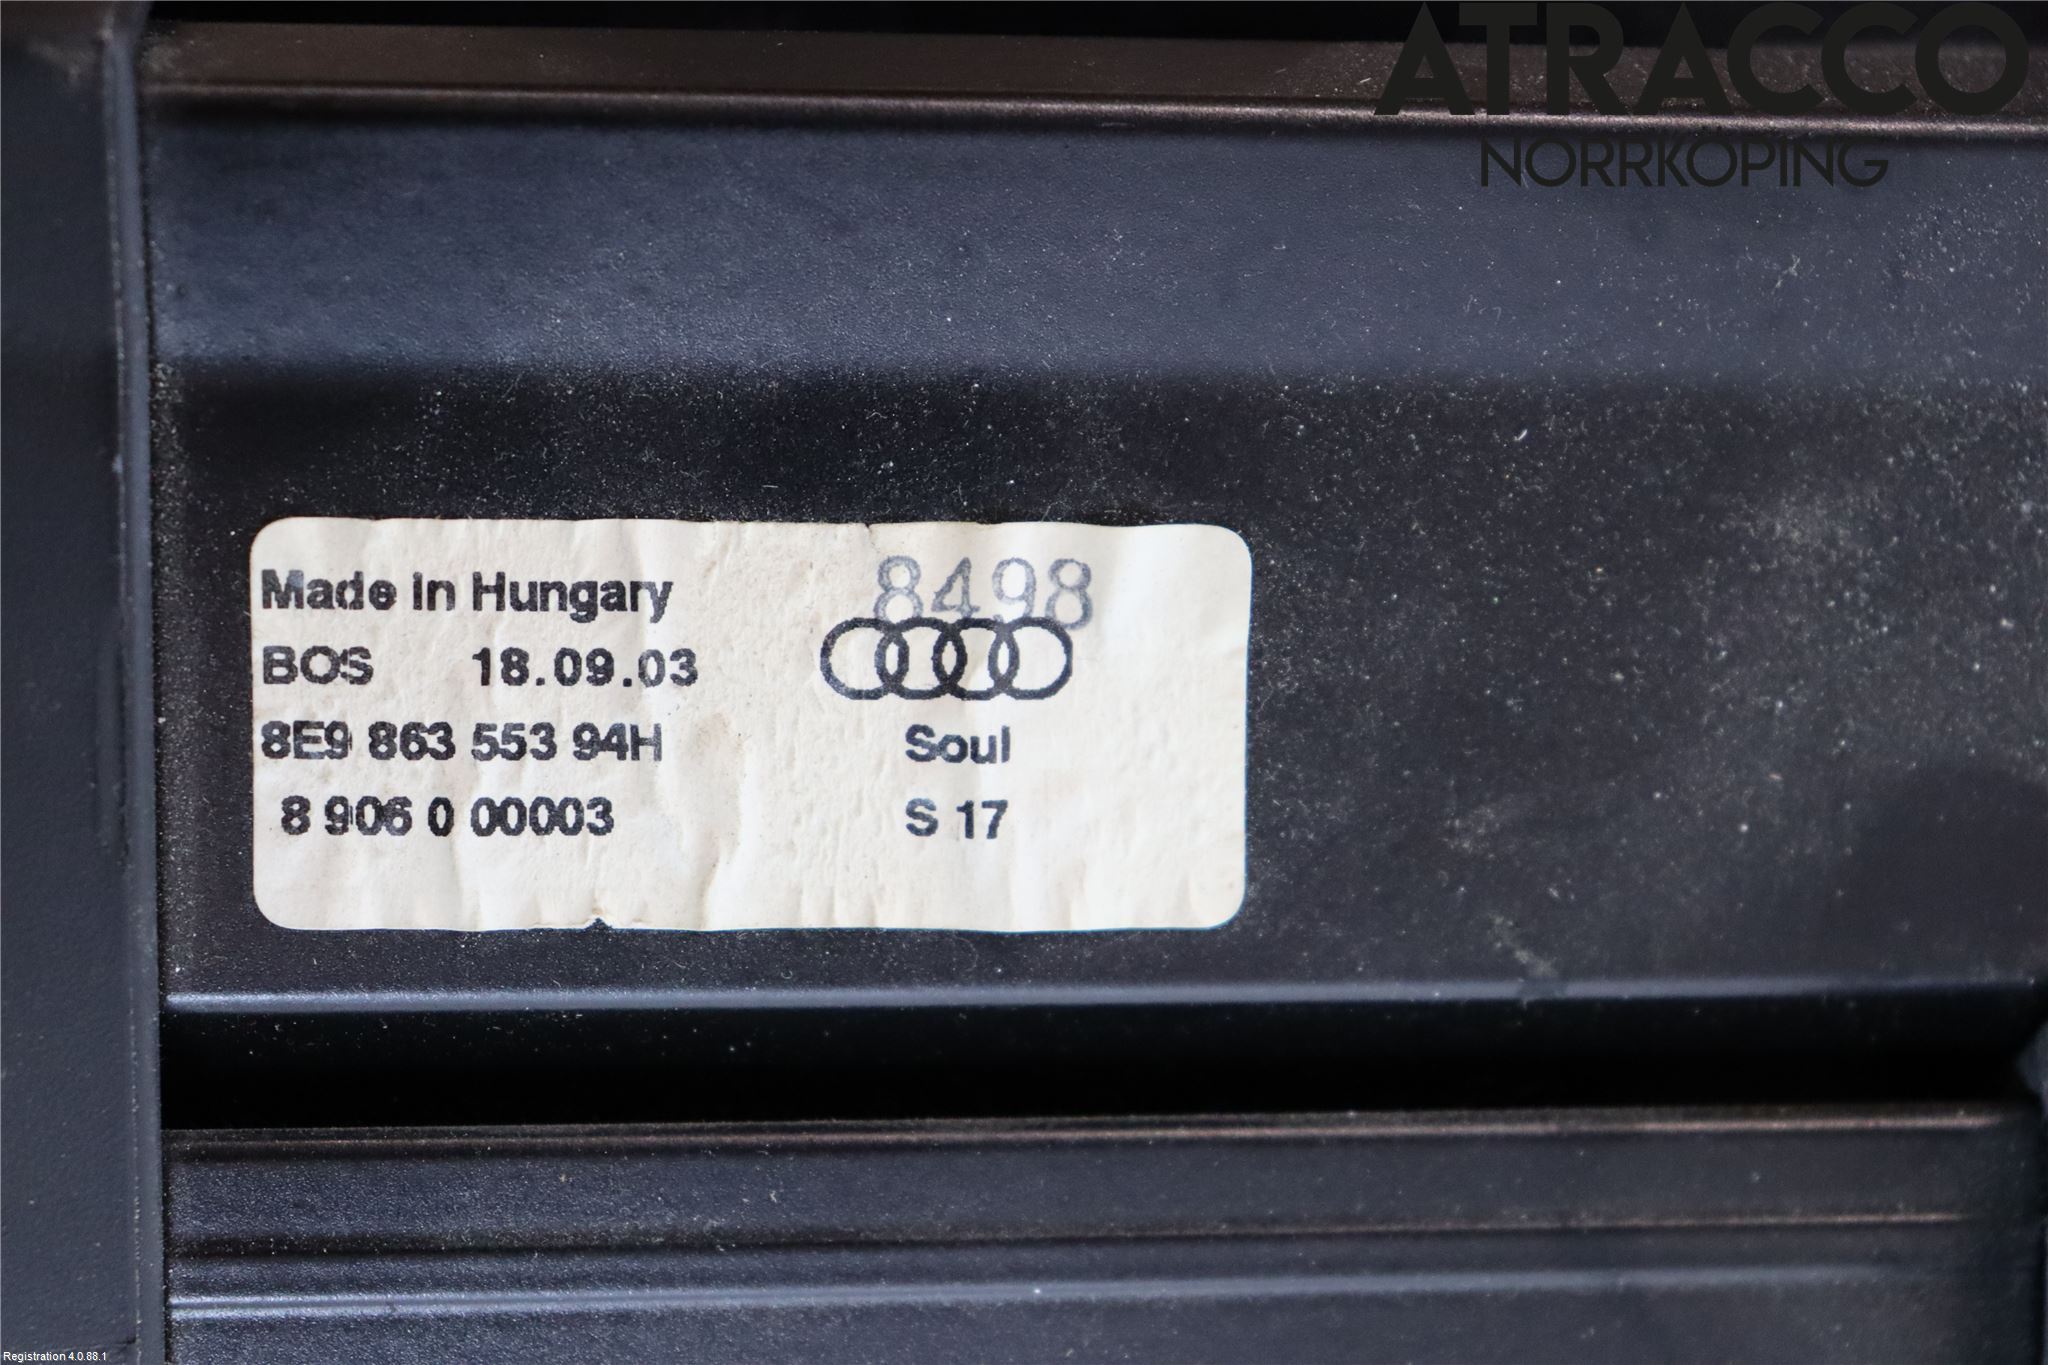 ATRACCO
NORRKÖPING
8498
Made in Hungary
BOS 18.09.03
8E9 863 553 94H Soul
8 906 0 00003 S 17
Registration 4.0.88.1